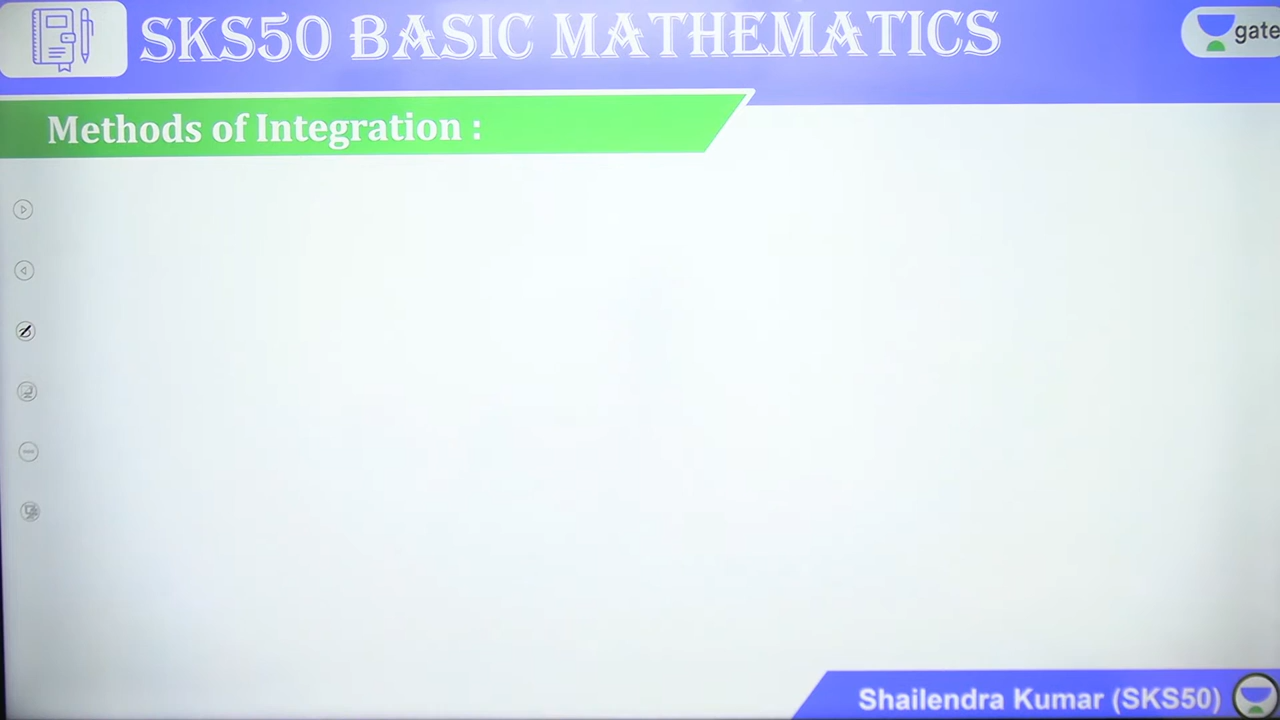 SKS50 BASIC MATHEMATICS
gate
Methods of Integration :
Shailendra Kumar (SKS50)